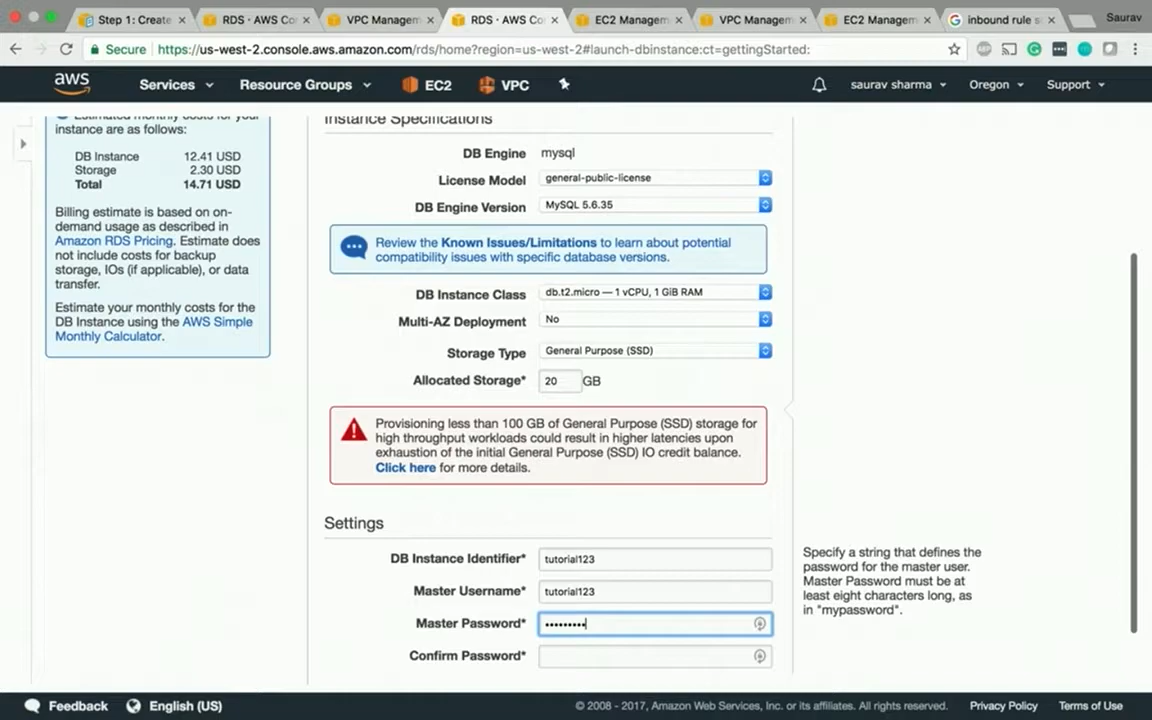 Step 1: Create
RDS · AWS Co
VPC Managem
RDS · AWS Co
EC2 Managem
VPC Managem
EC2 Managem
inbound rule s
Saurav
Secure
https://us-west-2.console.aws.amazon.com/rds/home?region=us-west-2#launch-dbinstance:ct=gettingStarted:
aws
Services
Resource Groups
EC2
VPC
saurav sharma
Oregon
Support
Estimated monthly costs for your
instance are as follows:
DB Instance 12.41 USD
Storage 2.30 USD
Total 14.71 USD
Billing estimate is based on on-
demand usage as described in
Amazon RDS Pricing. Estimate does
not include costs for backup
storage, IOs (if applicable), or data
transfer.
Estimate your monthly costs for the
DB Instance using the AWS Simple
Monthly Calculator.
Instance Specifications
DB Engine mysql
License Model general-public-license
DB Engine Version MySQL 5.6.35
Review the Known Issues/Limitations to learn about potential
compatibility issues with specific database versions.
DB Instance Class db.t2.micro — 1 vCPU, 1 GiB RAM
Multi-AZ Deployment No
Storage Type General Purpose (SSD)
Allocated Storage* 20 GB
Provisioning less than 100 GB of General Purpose (SSD) storage for
high throughput workloads could result in higher latencies upon
exhaustion of the initial General Purpose (SSD) IO credit balance.
Click here for more details.
Settings
DB Instance Identifier* tutorial123
Master Username* tutorial123
Master Password* •••••••••
Confirm Password*
Specify a string that defines the
password for the master user.
Master Password must be at
least eight characters long, as
in "mypassword".
Feedback
English (US)
© 2008 - 2017, Amazon Web Services, Inc. or its affiliates. All rights reserved.
Privacy Policy
Terms of Use